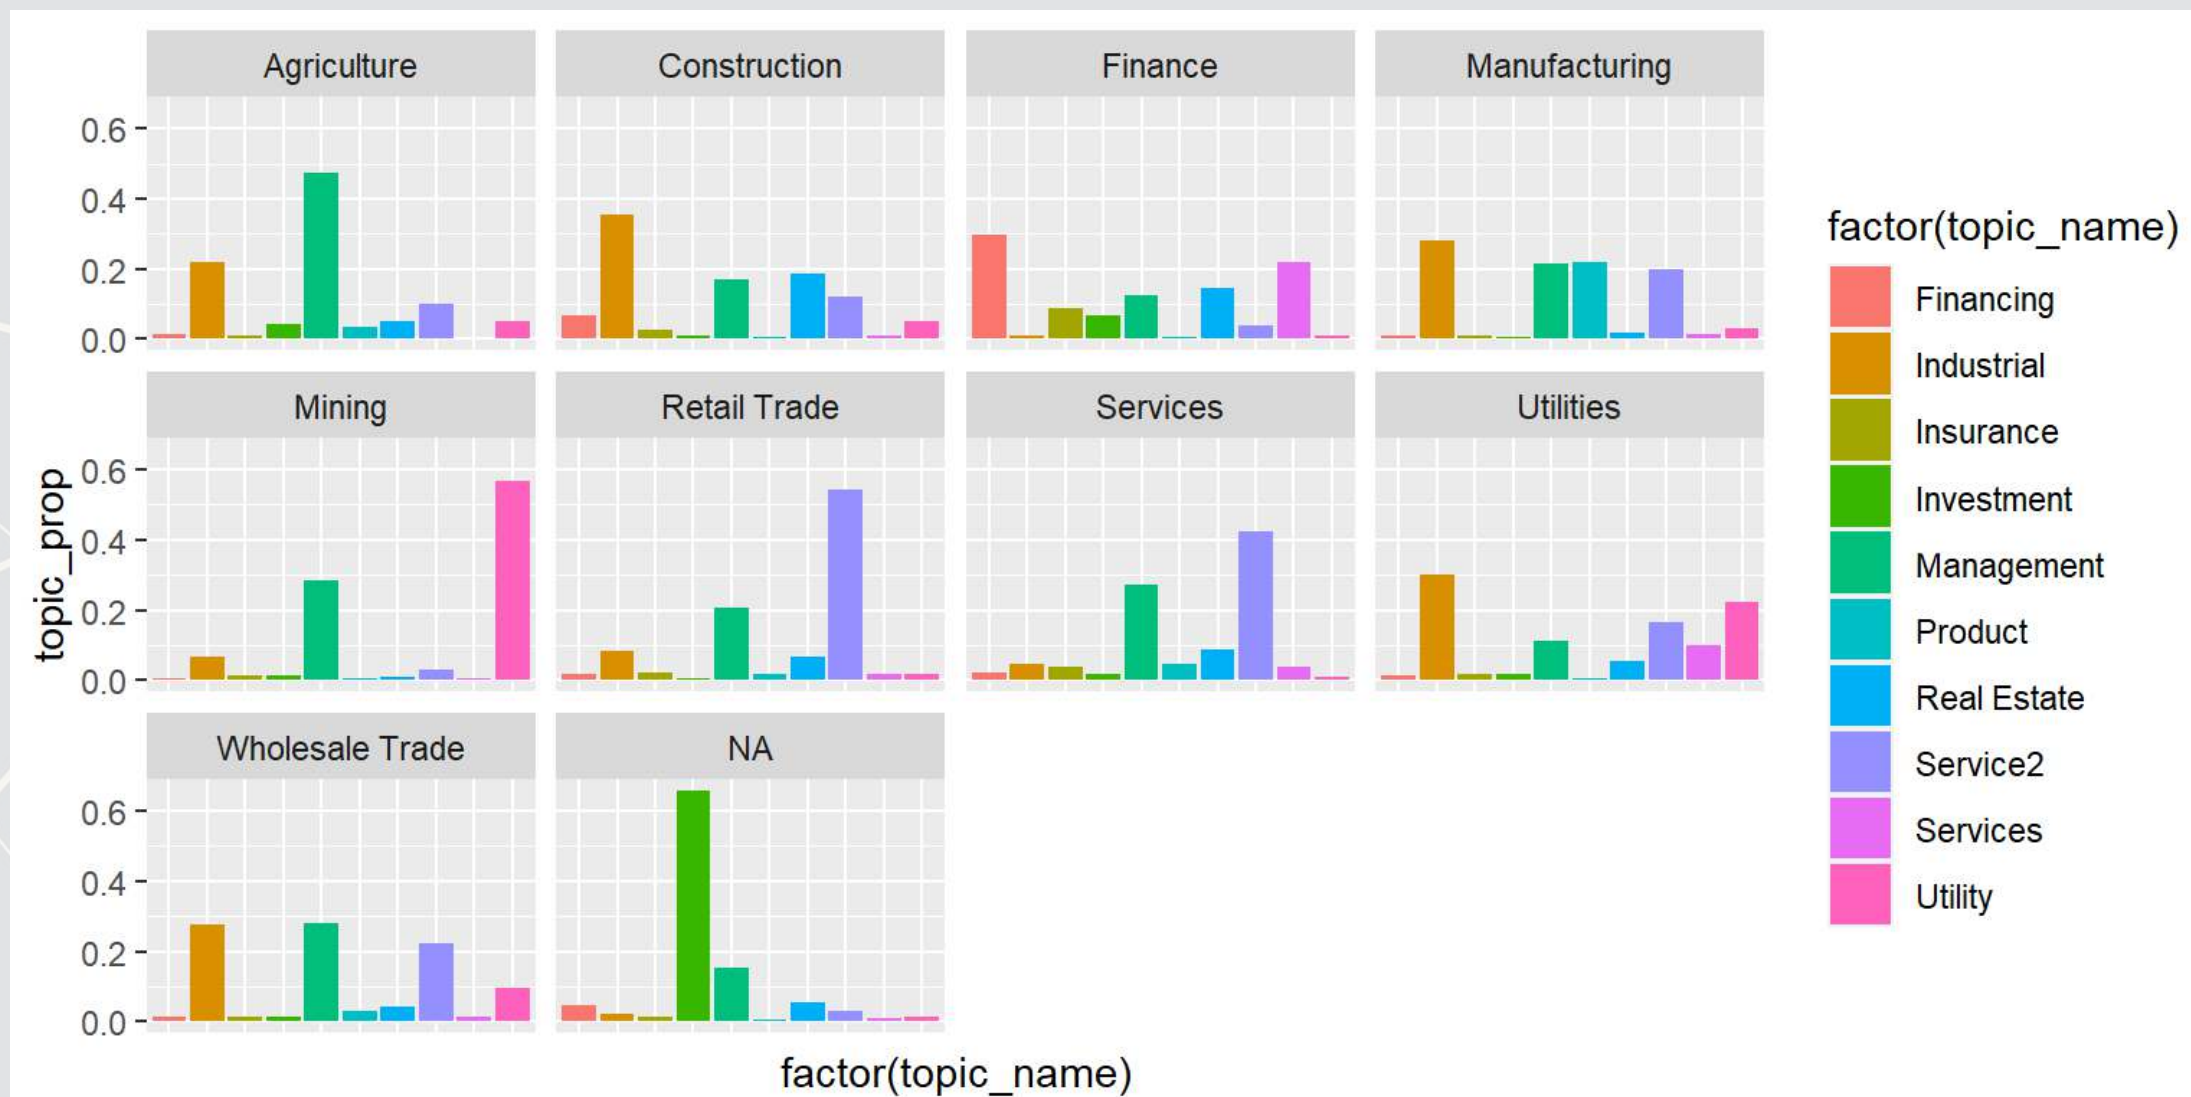 Agriculture Construction Finance Manufacturing
0.6
0.4
0.2
0.0
Mining Retail Trade Services Utilities
0.6
0.4
0.2
0.0
Wholesale Trade NA
0.6
0.4
0.2
0.0
topic_prop
factor(topic_name)
factor(topic_name)
Financing
Industrial
Insurance
Investment
Management
Product
Real Estate
Service2
Services
Utility